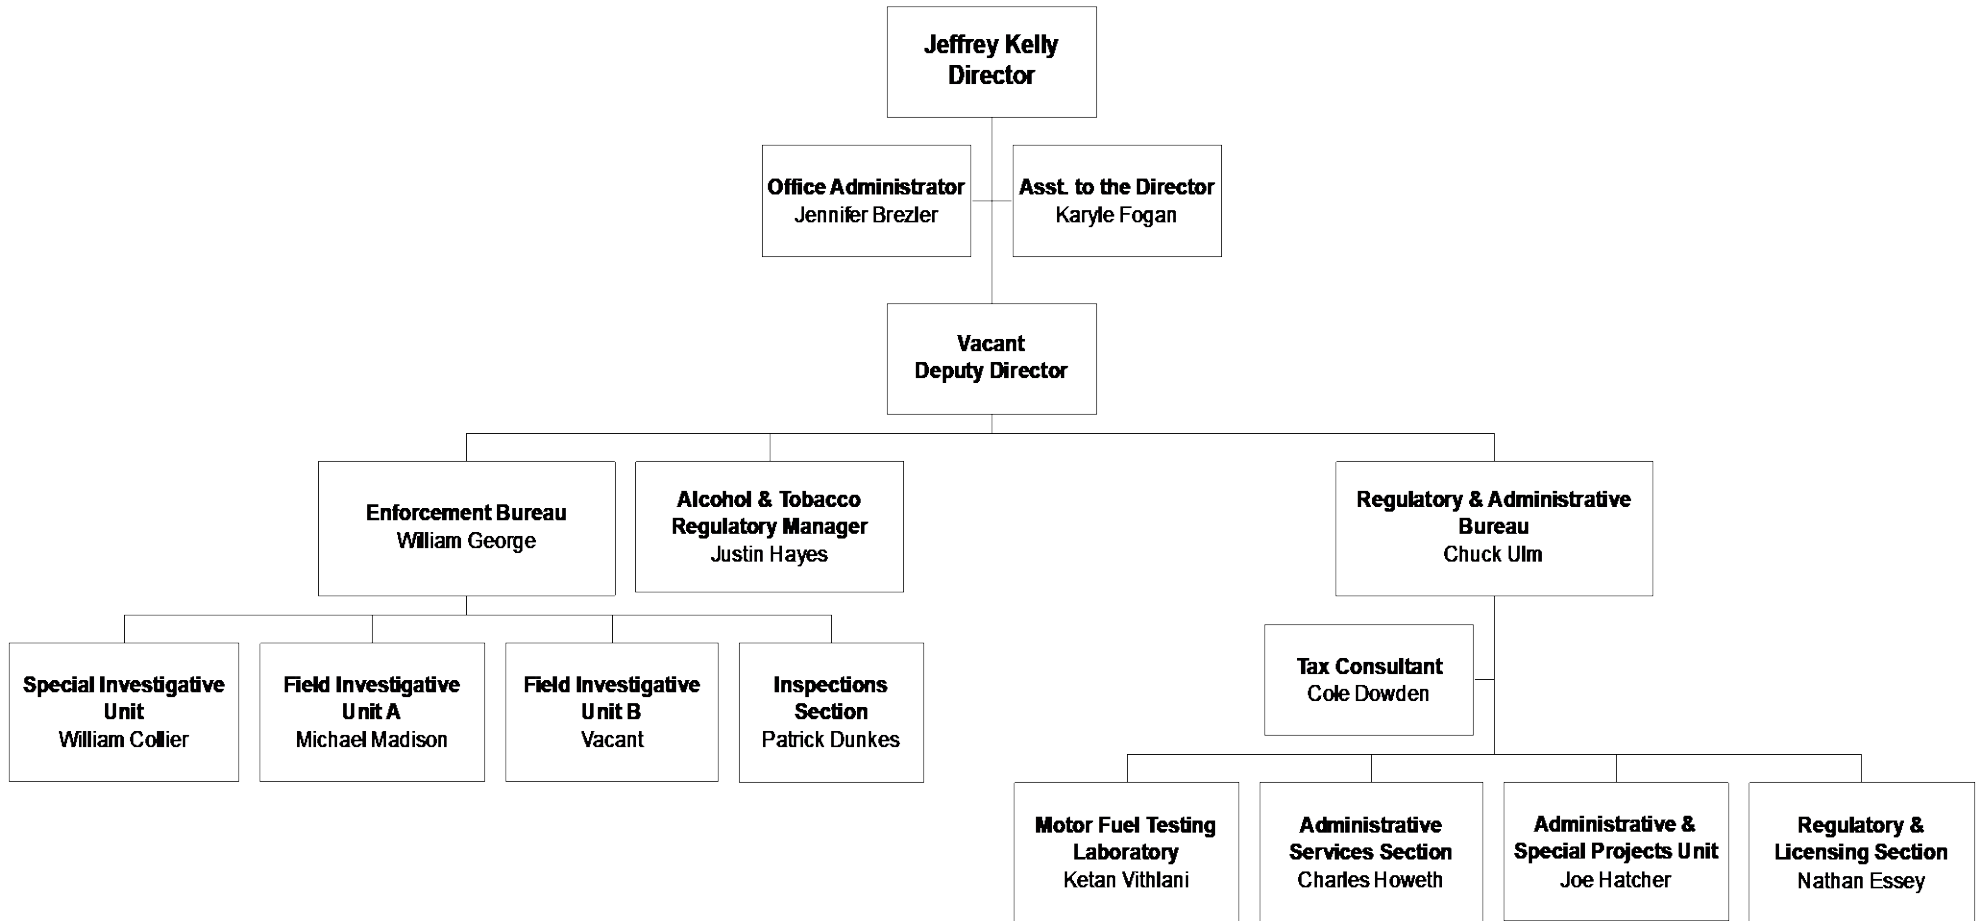 Jeffrey Kelly
Director
Office Administrator
Jennifer Brezler
Asst. to the Director
Karyle Fogan
Vacant
Deputy Director
Enforcement Bureau
William George
Alcohol & Tobacco
Regulatory Manager
Justin Hayes
Regulatory & Administrative
Bureau
Chuck Ulm
Special Investigative
Unit
William Collier
Field Investigative
Unit A
Michael Madison
Field Investigative
Unit B
Vacant
Inspections
Section
Patrick Dunkes
Tax Consultant
Cole Dowden
Motor Fuel Testing
Laboratory
Ketan Vithlani
Administrative
Services Section
Charles Howeth
Administrative &
Special Projects Unit
Joe Hatcher
Regulatory &
Licensing Section
Nathan Essey